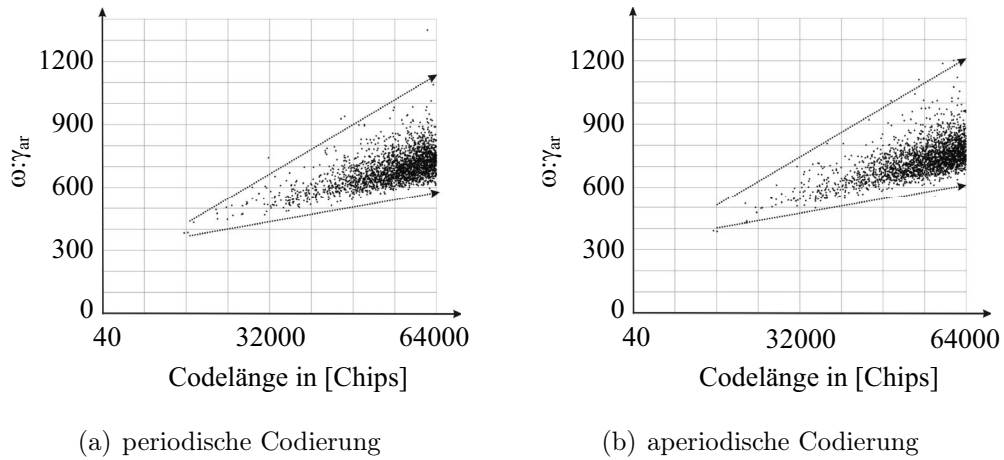 1200
900
600
300
0
ω:γar
40
32000
64000
Codelänge in [Chips]
(a) periodische Codierung
1200
900
600
300
0
ω:γar
40
32000
64000
Codelänge in [Chips]
(b) aperiodische Codierung